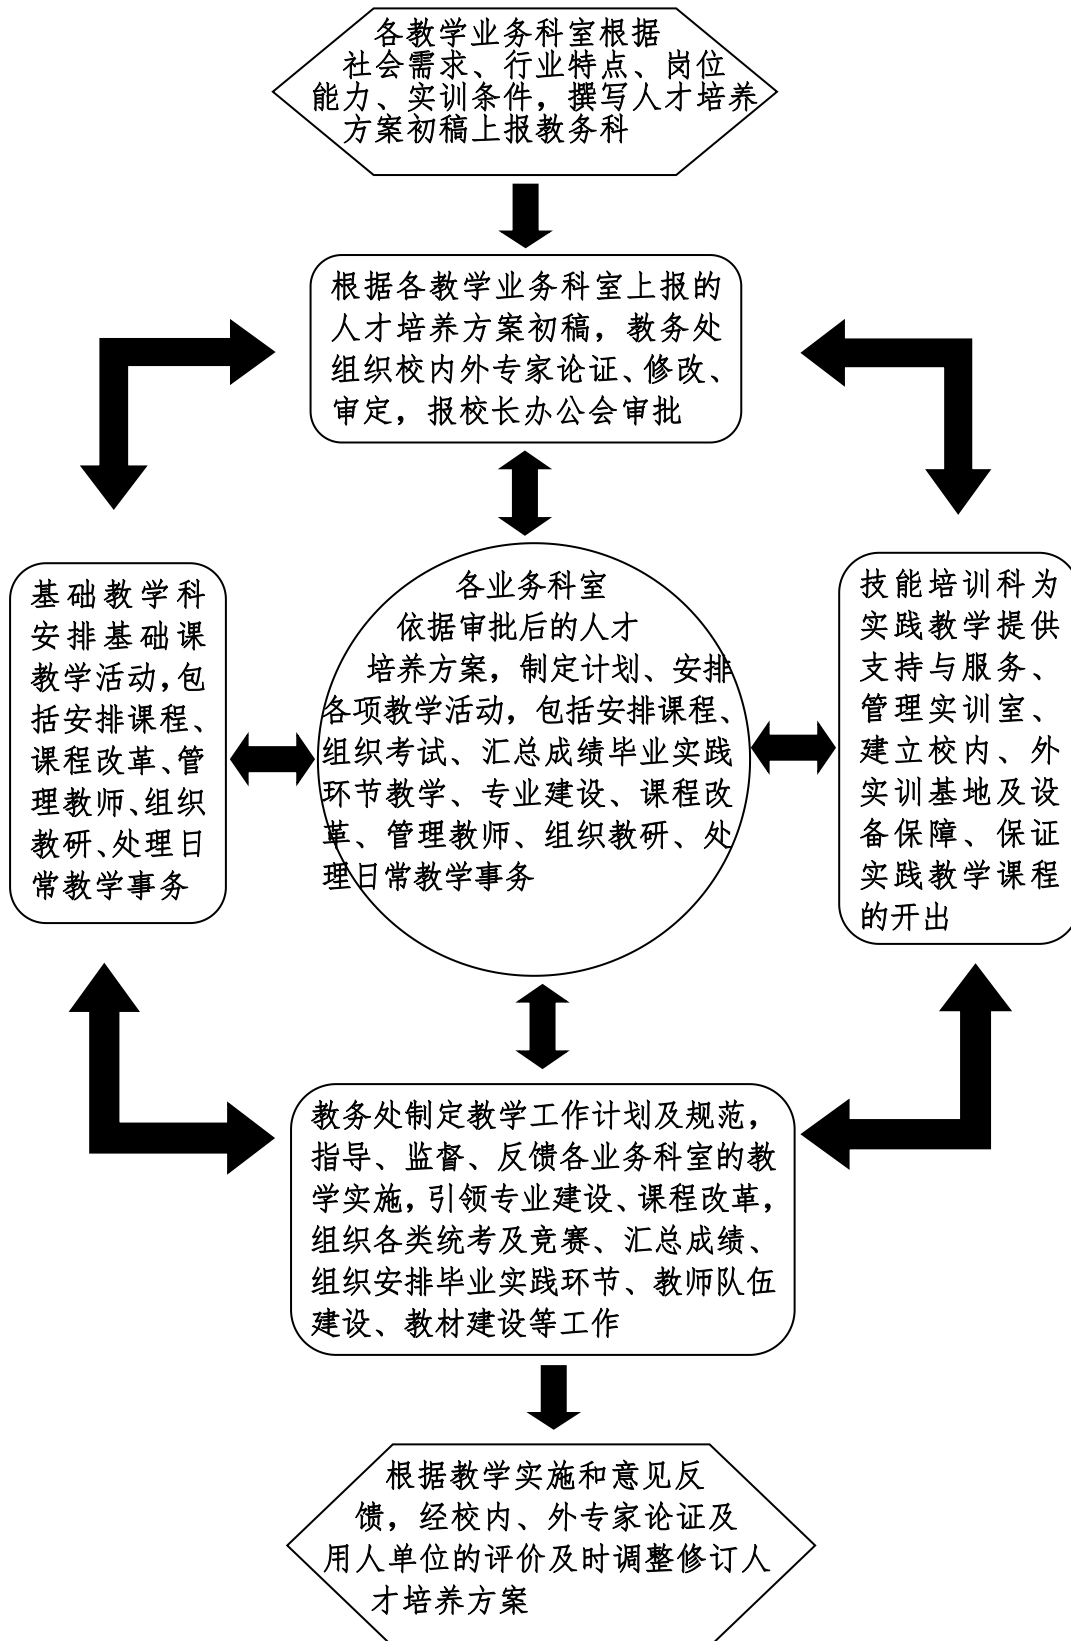 各教学业务科室根据
社会需求、行业特点、岗位
能力、实训条件，撰写人才培养
方案初稿上报教务科
根据各教学业务科室上报的
人才培养方案初稿，教务处
组织校内外专家论证、修改、
审定，报校长办公会审批
基础教学科
安排基础课
教学活动，包
括安排课程、
课程改革、管
理教师、组织
教研、处理日
常教学事务
各业务科室
依据审批后的人才
培养方案，制定计划、安排
各项教学活动，包括安排课程、
组织考试、汇总成绩毕业实践
环节教学、专业建设、课程改
革、管理教师、组织教研、处
理日常教学事务
技能培训科为
实践教学提供
支持与服务、
管理实训室、
建立校内、外
实训基地及设
备保障、保证
实践教学课程
的开出
教务处制定教学工作计划及规范，
指导、监督、反馈各业务科室的教
学实施，引领专业建设、课程改革，
组织各类统考及竞赛、汇总成绩、
组织安排毕业实践环节、教师队伍
建设、教材建设等工作
根据教学实施和意见反
馈，经校内、外专家论证及
用人单位的评价及时调整修订人
才培养方案